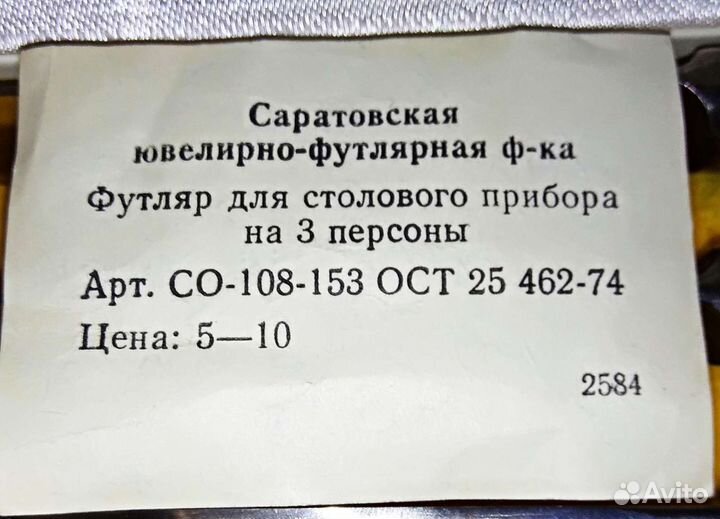 Саратовская
ювелирно-футлярная ф-ка
Футляр для столового прибора
на 3 персоны
Арт. СО-108-153 ОСТ 25 462-74
Цена: 5—10
2584
Avito